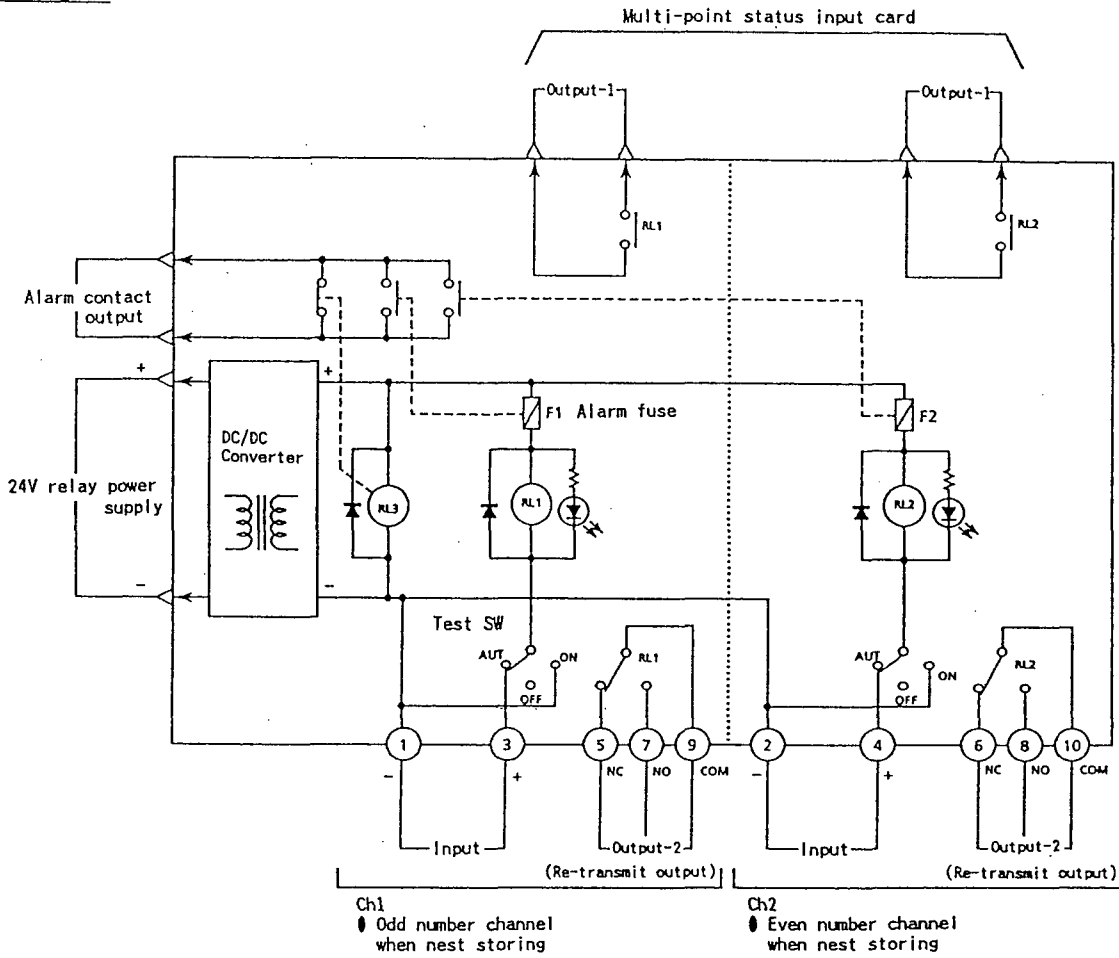 Multi-point status input card
Output-1
Output-1
RL1
RL2
Alarm contact
output
+
+
F1 Alarm fuse
F2
DC/DC
Converter
24V relay power
supply
RL3
RL1
RL2
-
-
Test SW
AUT
ON
OFF
RL1
AUT
ON
OFF
RL2
1
3
5
7
9
2
4
6
8
10
-
+
NC
NO
COM
-
+
NC
NO
COM
Input
Output-2
Input
Output-2
(Re-transmit output)
(Re-transmit output)
Ch1
Odd number channel
when nest storing
Ch2
Even number channel
when nest storing